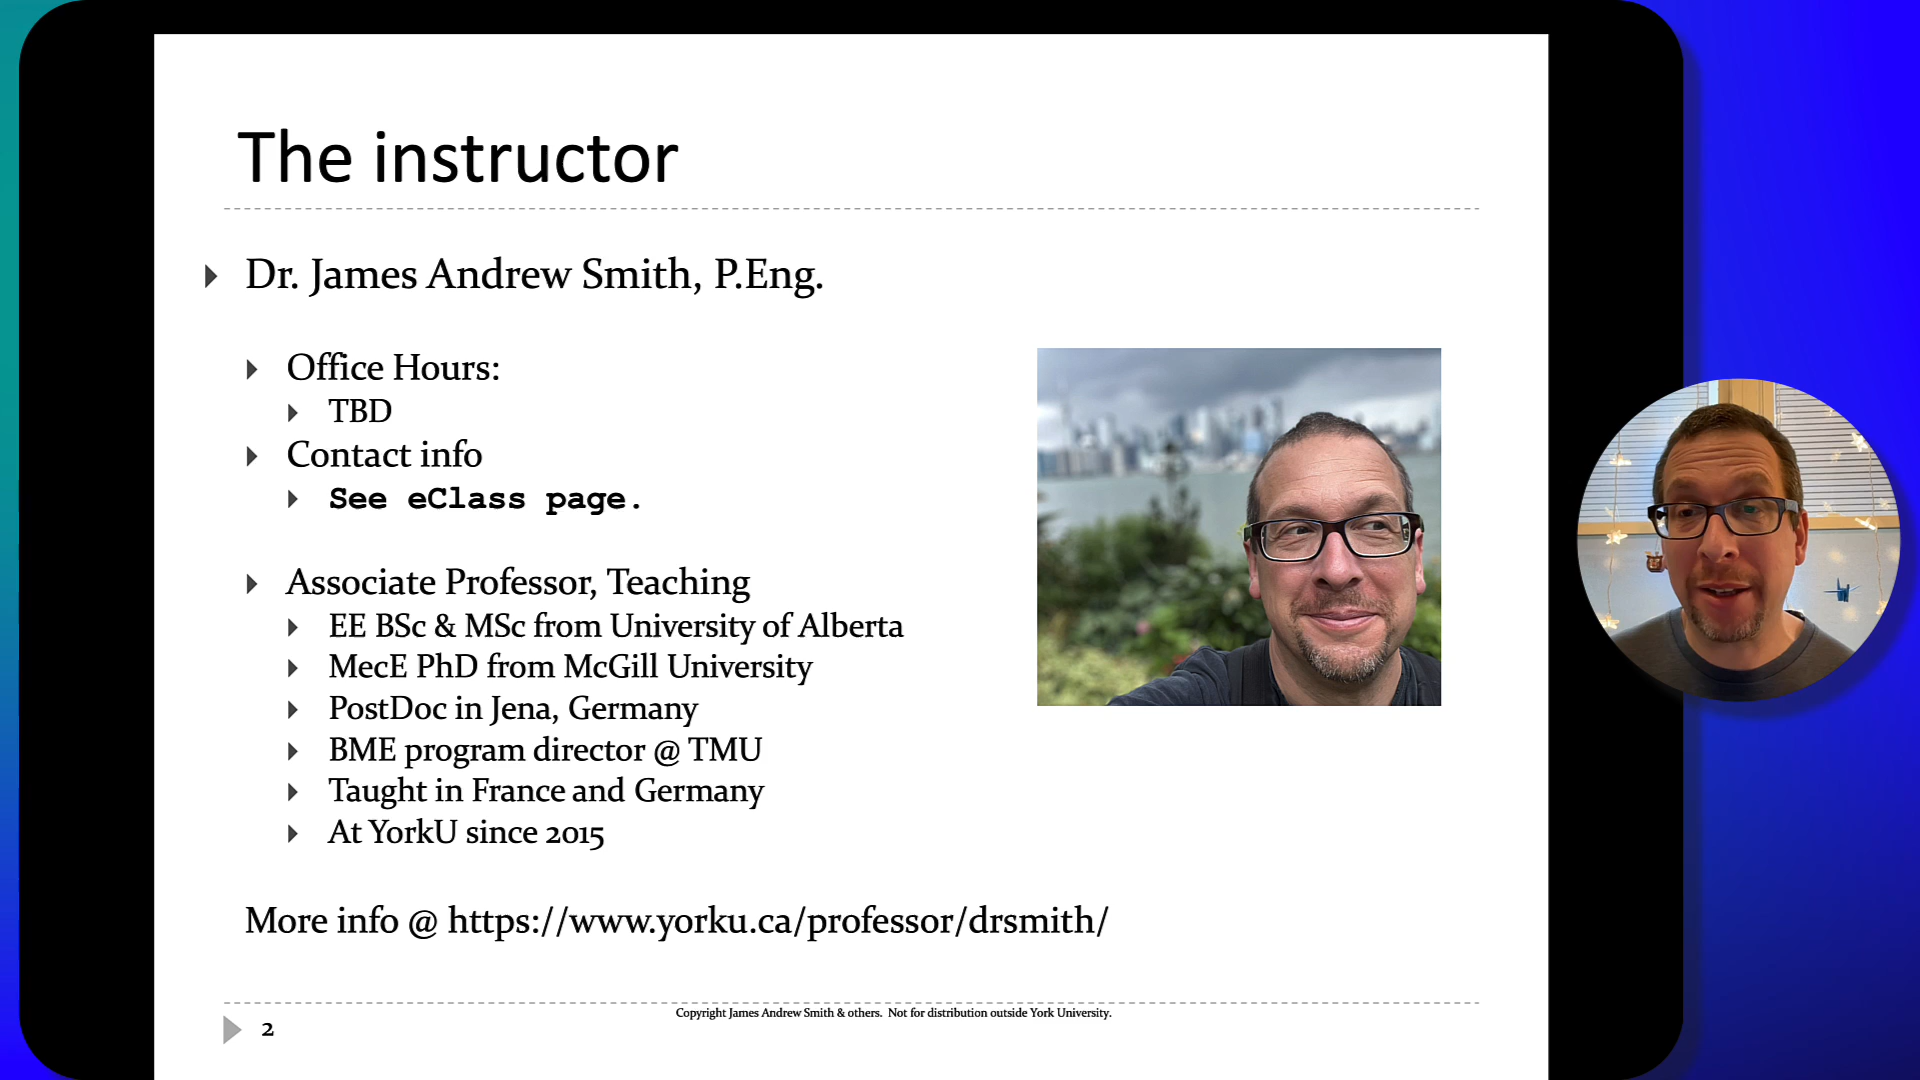 The instructor
Dr. James Andrew Smith, P.Eng.
Office Hours:
TBD
Contact info
See eClass page.
Associate Professor, Teaching
EE BSc & MSc from University of Alberta
MecE PhD from McGill University
PostDoc in Jena, Germany
BME program director @ TMU
Taught in France and Germany
At YorkU since 2015
More info @ https://www.yorku.ca/professor/drsmith/
Copyright James Andrew Smith & others. Not for distribution outside York University.
2